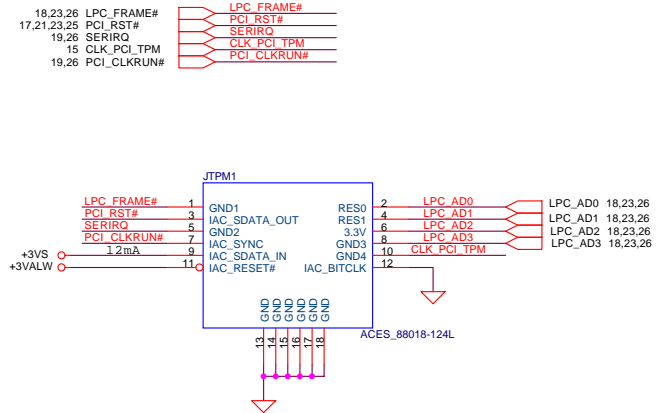 18,23,26 LPC_FRAME# LPC_FRAME#
17,21,23,25 PCI_RST# PCI_RST#
19,26 SERIRQ SERIRQ
15 CLK_PCI_TPM CLK_PCI_TPM
19,26 PCI_CLKRUN# PCI_CLKRUN#
JTPM1
LPC_FRAME# 1 GND1 RES0 2 LPC_AD0 LPC_AD0 18,23,26
PCI_RST# 3 IAC_SDATA_OUT RES1 4 LPC_AD1 LPC_AD1 18,23,26
SERIRQ 5 GND2 3.3V 6 LPC_AD2 LPC_AD2 18,23,26
PCI_CLKRUN# 7 IAC_SYNC GND3 8 LPC_AD3 LPC_AD3 18,23,26
+3VS 12mA 9 IAC_SDATA_IN GND4 10 CLK_PCI_TPM
+3VALW 11 IAC_RESET# IAC_BITCLK 12
GND GND GND GND GND GND
13 14 15 16 17 18
ACES_88018-124L